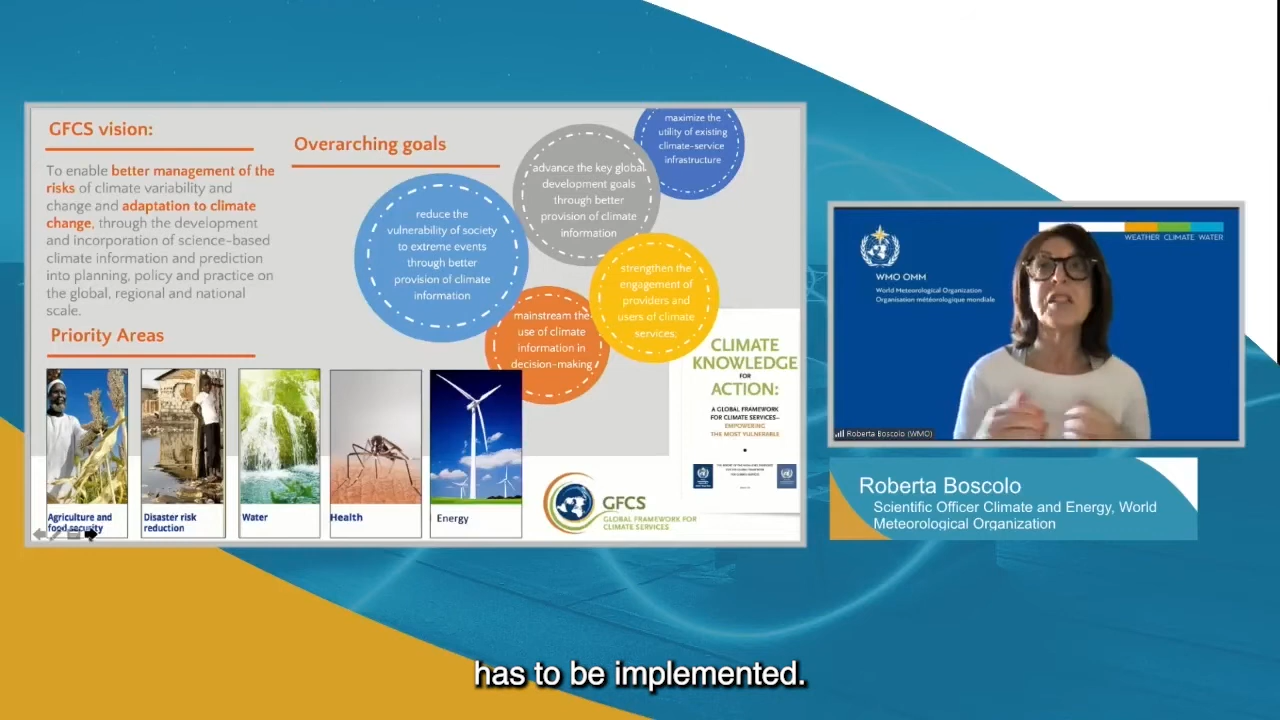 GFCS vision:
To enable better management of the
risks of climate variability and
change and adaptation to climate
change, through the development
and incorporation of science-based
climate information and prediction
into planning, policy and practice on
the global, regional and national
scale.
Overarching goals
reduce the
vulnerability of society
to extreme events
through better
provision of climate
information
advance the key global
development goals
through better
provision of climate
information
maximize the
utility of existing
climate-service
infrastructure
strengthen the
engagement of
providers and
users of climate
services;
mainstream the
use of climate
information in
decision-making
Priority Areas
Agriculture and
food security
Disaster risk
reduction
Water
Health
Energy
CLIMATE
KNOWLEDGE
FOR
ACTION:
A GLOBAL FRAMEWORK
FOR CLIMATE SERVICES–
EMPOWERING
THE MOST VULNERABLE
GFCS
GLOBAL FRAMEWORK FOR
CLIMATE SERVICES
WEATHER CLIMATE WATER
WMO OMM
World Meteorological Organization
Organisation météorologique mondiale
Roberta Boscolo (WMO)
Roberta Boscolo
Scientific Officer Climate and Energy, World
Meteorological Organization
has to be implemented.